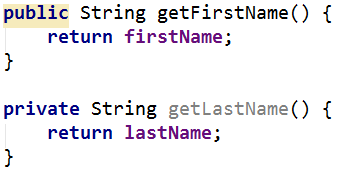 public String getFirstName() {
    return firstName;
}

private String getLastName() {
    return lastName;
}